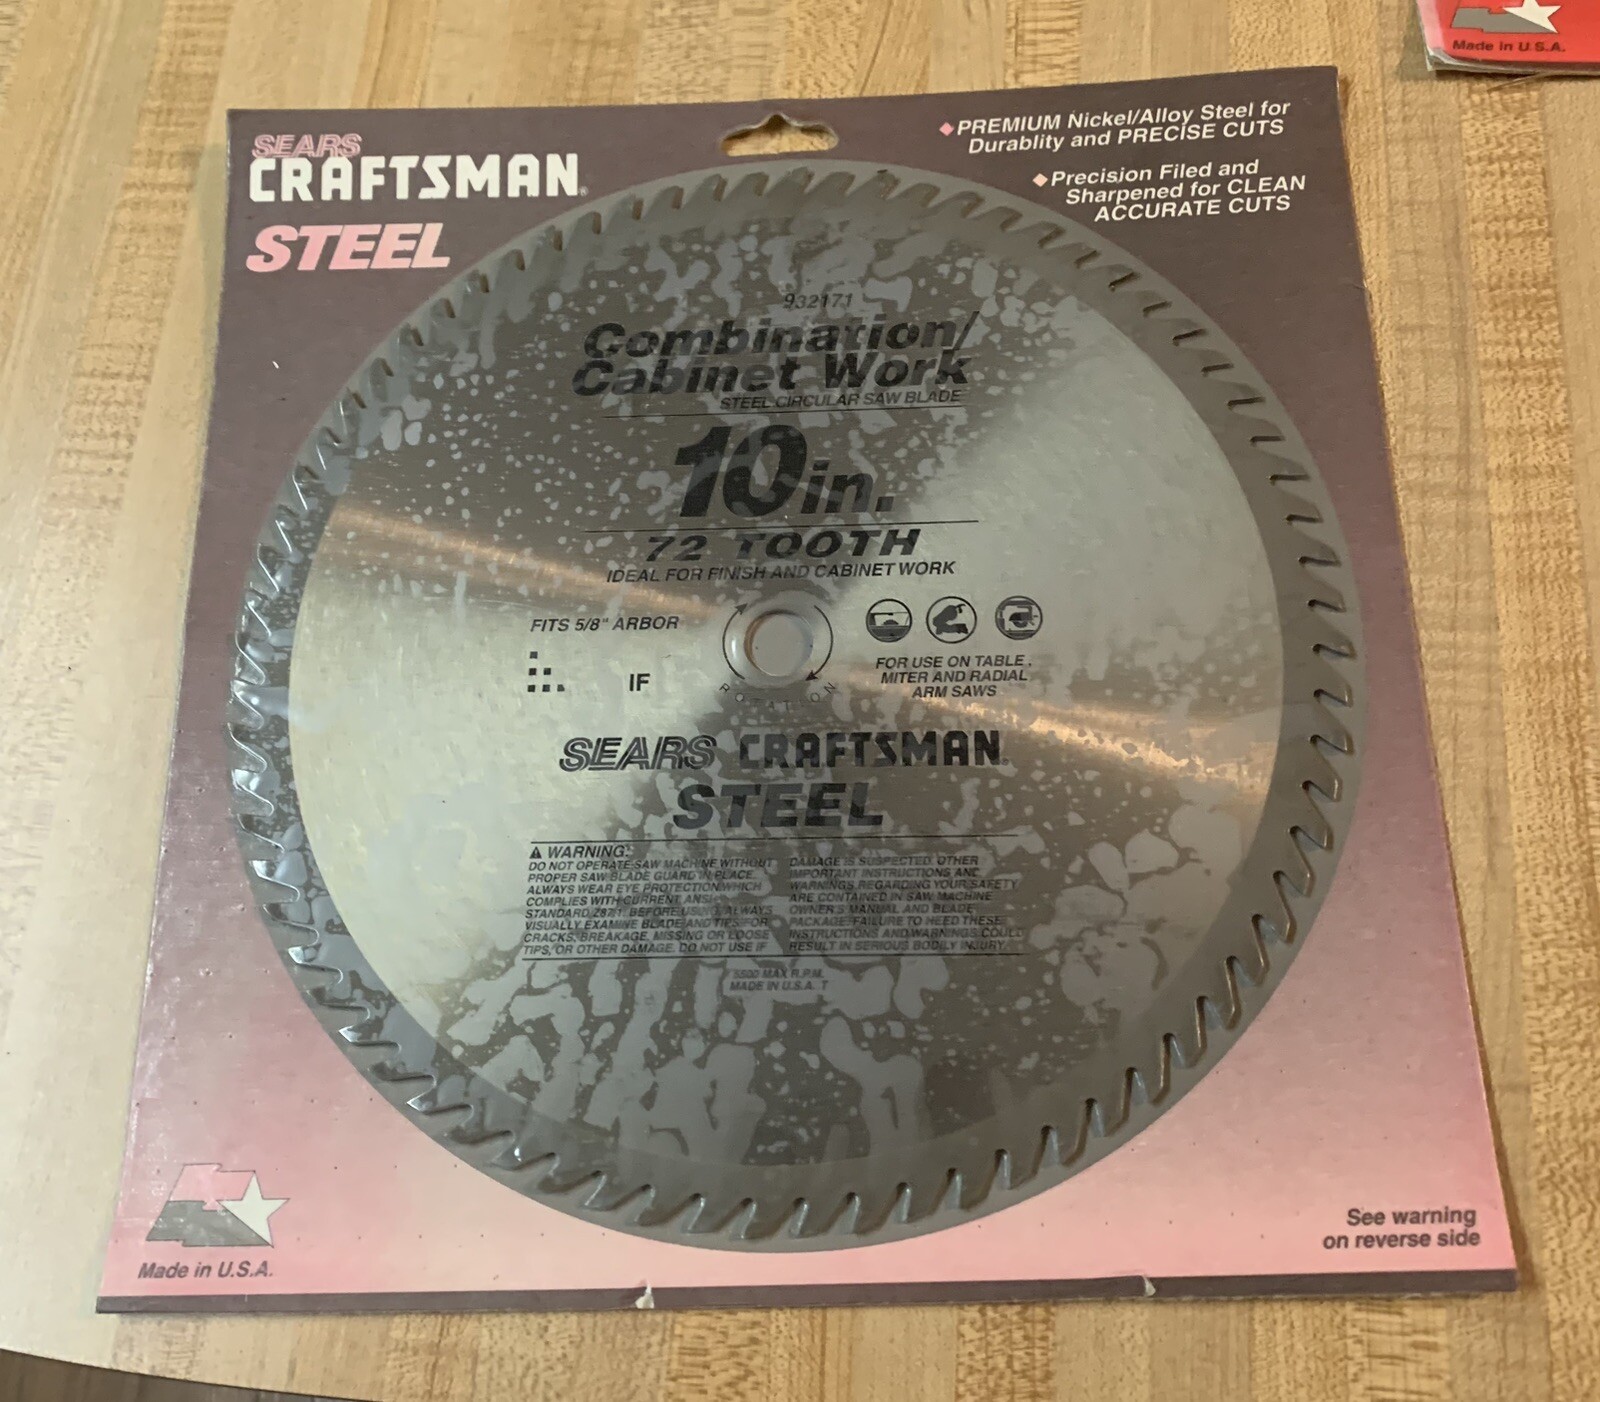 Made in U.S.A.
SEARS
CRAFTSMAN®
STEEL
◆PREMIUM Nickel/Alloy Steel for
Durablity and PRECISE CUTS
◆Precision Filed and
Sharpened for CLEAN
ACCURATE CUTS
932171
Combination/
Cabinet Work
STEEL CIRCULAR SAW BLADE
10in.
72 TOOTH
IDEAL FOR FINISH AND CABINET WORK
FITS 5/8" ARBOR
IF
ROTATION
FOR USE ON TABLE,
MITER AND RADIAL
ARM SAWS
SEARS CRAFTSMAN®
STEEL
⚠ WARNING:
DO NOT OPERATE SAW MACHINE WITHOUT
PROPER SAW BLADE GUARD IN PLACE.
ALWAYS WEAR EYE PROTECTION WHICH
COMPLIES WITH CURRENT ANSI
STANDARD Z87.1. BEFORE USING, ALWAYS
VISUALLY EXAMINE BLADE AND TIPS FOR
CRACKS, BREAKAGE, MISSING OR LOOSE
TIPS, OR OTHER DAMAGE. DO NOT USE IF
DAMAGE IS SUSPECTED. OTHER
IMPORTANT INSTRUCTIONS AND
WARNINGS REGARDING YOUR SAFETY
ARE CONTAINED IN SAW MACHINE
OWNER'S MANUAL AND BLADE
PACKAGE. FAILURE TO HEED THESE
INSTRUCTIONS AND WARNINGS COULD
RESULT IN SERIOUS BODILY INJURY.
5500 MAX R.P.M.
MADE IN U.S.A. T
Made in U.S.A.
See warning
on reverse side